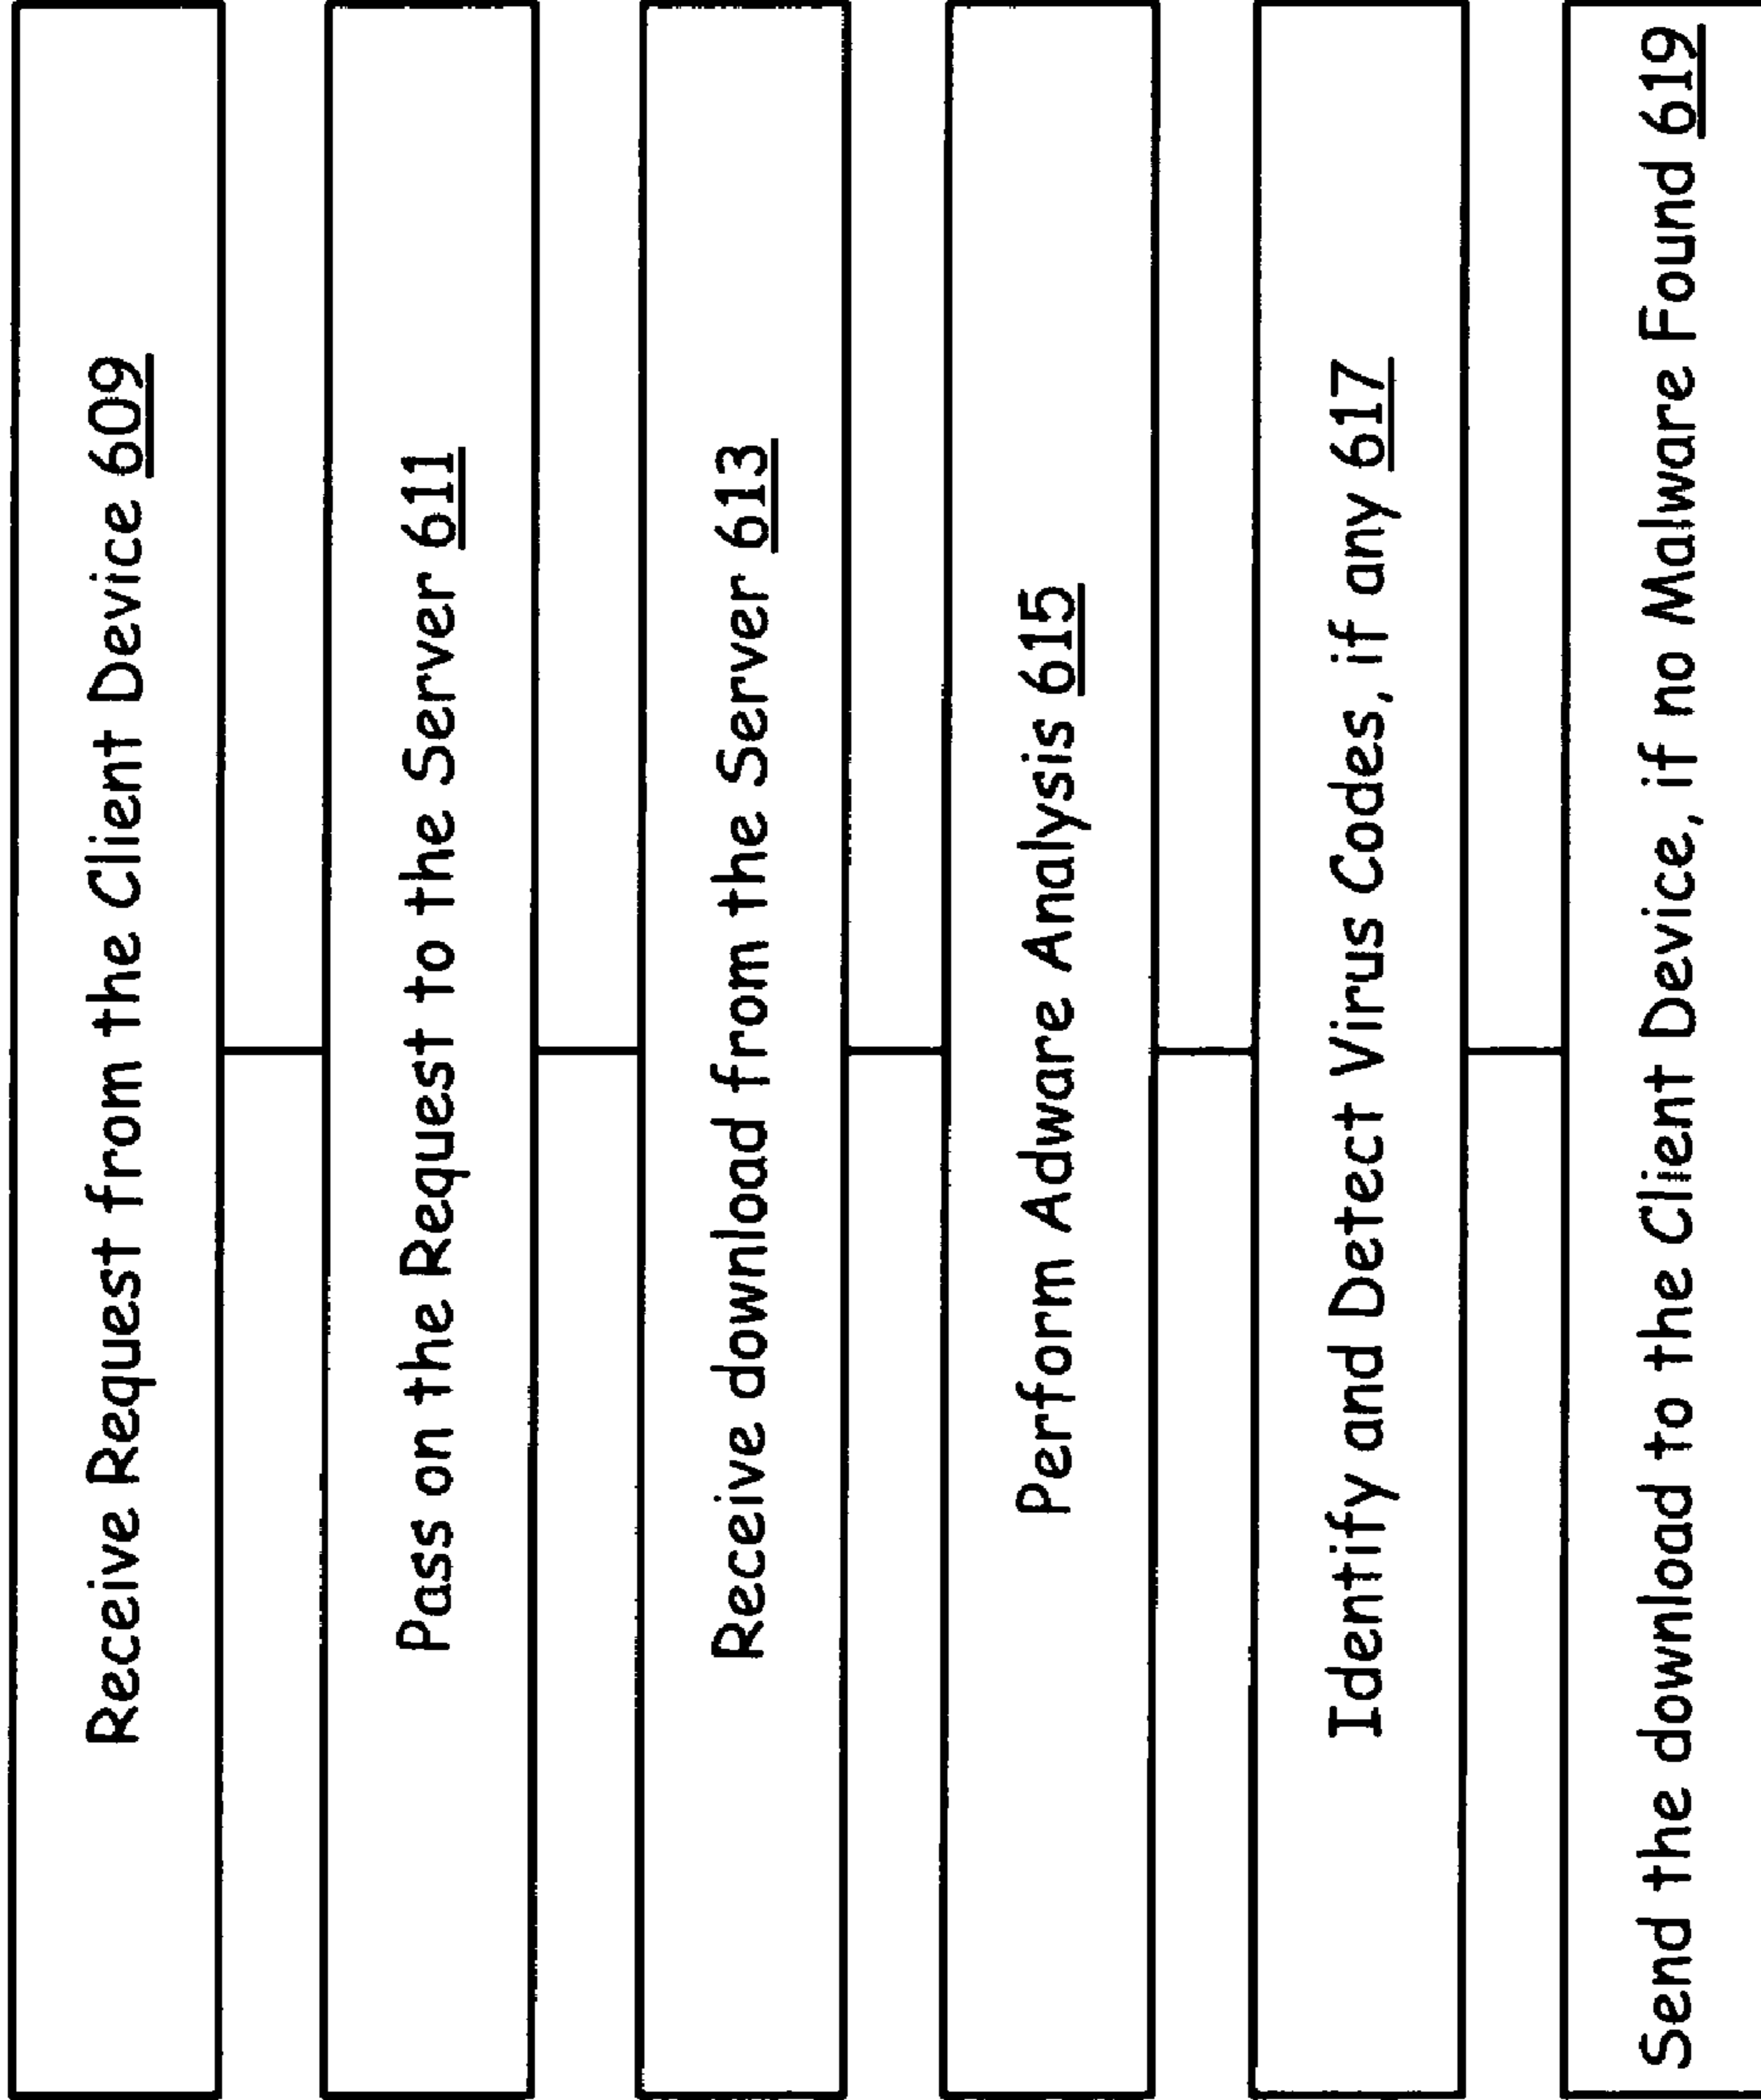 Receive Request from the Client Device 609
Pass on the Request to the Server 611
Receive download from the Server 613
Perform Adware Analysis 615
Identify and Detect Virus Codes, if any 617
Send the download to the Client Device, if no Malware Found 619